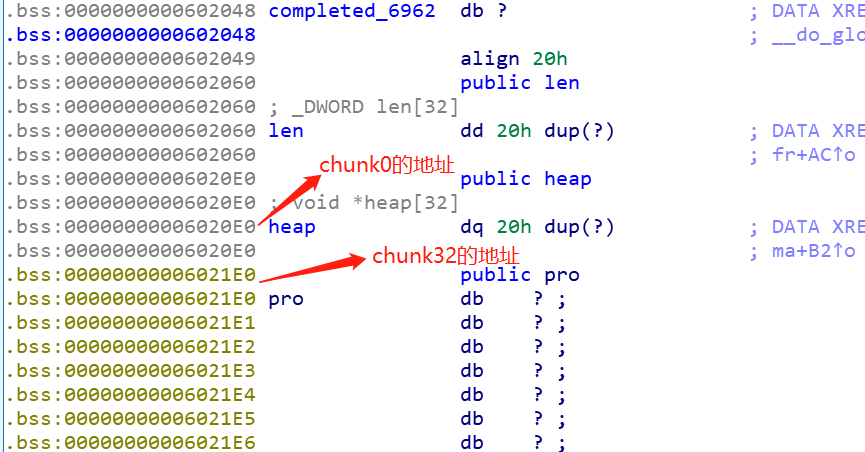 .bss:0000000000602048 completed_6962 db ? ; DATA XRE
.bss:0000000000602048 ; __do_glo
.bss:0000000000602049 align 20h
.bss:0000000000602060 public len
.bss:0000000000602060 ; _DWORD len[32]
.bss:0000000000602060 len dd 20h dup(?) ; DATA XRE
.bss:0000000000602060 chunk0的地址 ; fr+AC↑o
.bss:00000000006020E0 public heap
.bss:00000000006020E0 ; void *heap[32]
.bss:00000000006020E0 heap dq 20h dup(?) ; DATA XRE
.bss:00000000006020E0 chunk32的地址 ; ma+B2↑o
.bss:00000000006021E0 public pro
.bss:00000000006021E0 pro db ? ;
.bss:00000000006021E1 db ? ;
.bss:00000000006021E2 db ? ;
.bss:00000000006021E3 db ? ;
.bss:00000000006021E4 db ? ;
.bss:00000000006021E5 db ? ;
.bss:00000000006021E6 db ? ;